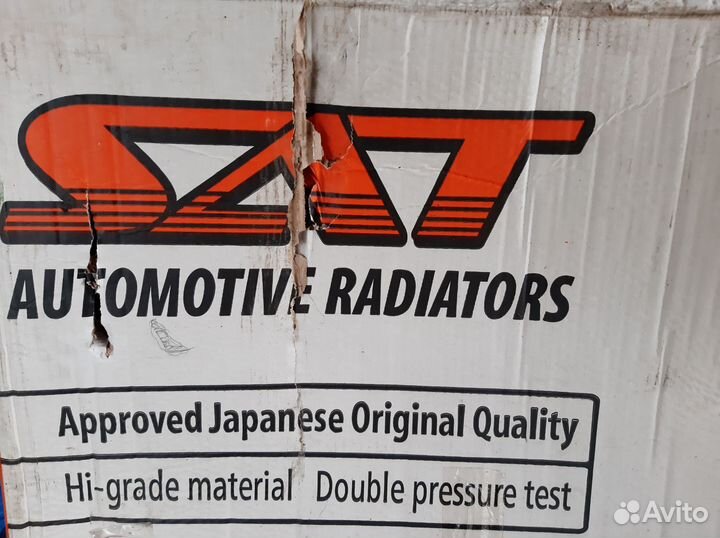 SAT
AUTOMOTIVE RADIATORS
Approved Japanese Original Quality
Hi-grade material Double pressure test
Avito